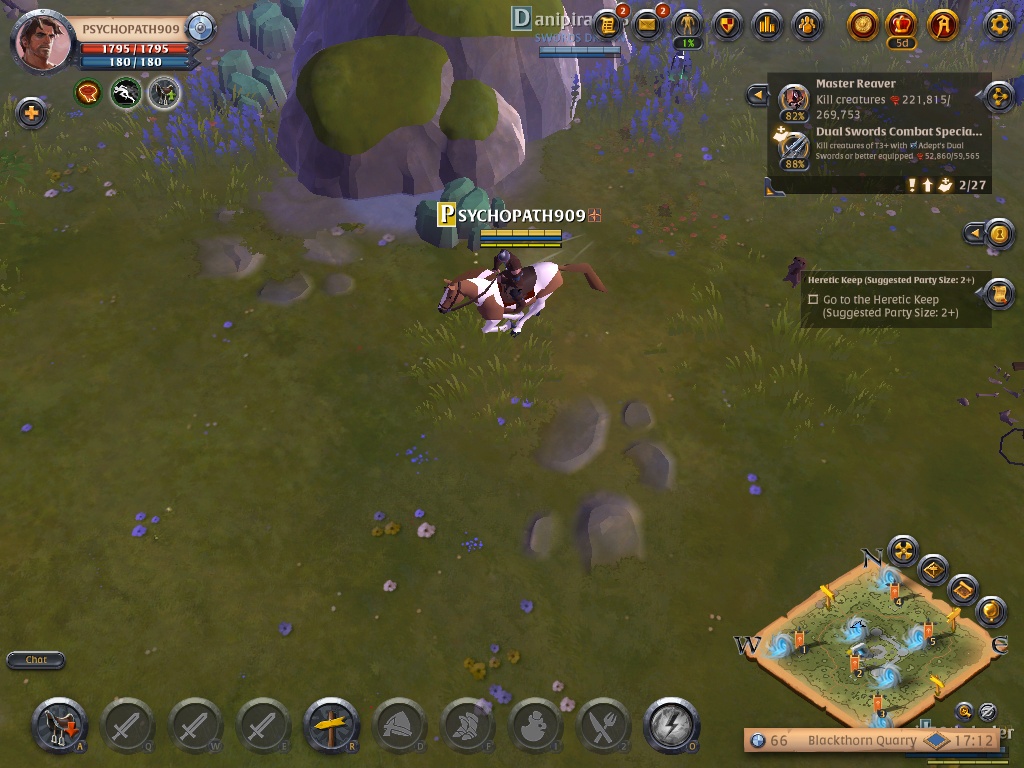 PSYCHOPATH909
1795 / 1795
180 / 180
2
2
1%
5d
Master Reaver
Kill creatures 221,815/
269,753
82%
Dual Swords Combat Specia...
Kill creatures of T3+ with Adept's Dual
Swords or better equipped 52,860/59,565
88%
2/27
PSYCHOPATH909
Heretic Keep (Suggested Party Size: 2+)
Go to the Heretic Keep
(Suggested Party Size: 2+)
N
W
E
4
1
5
2
3
Chat
A
Q
W
E
R
D
F
1
2
O
66 Blackthorn Quarry 17:12